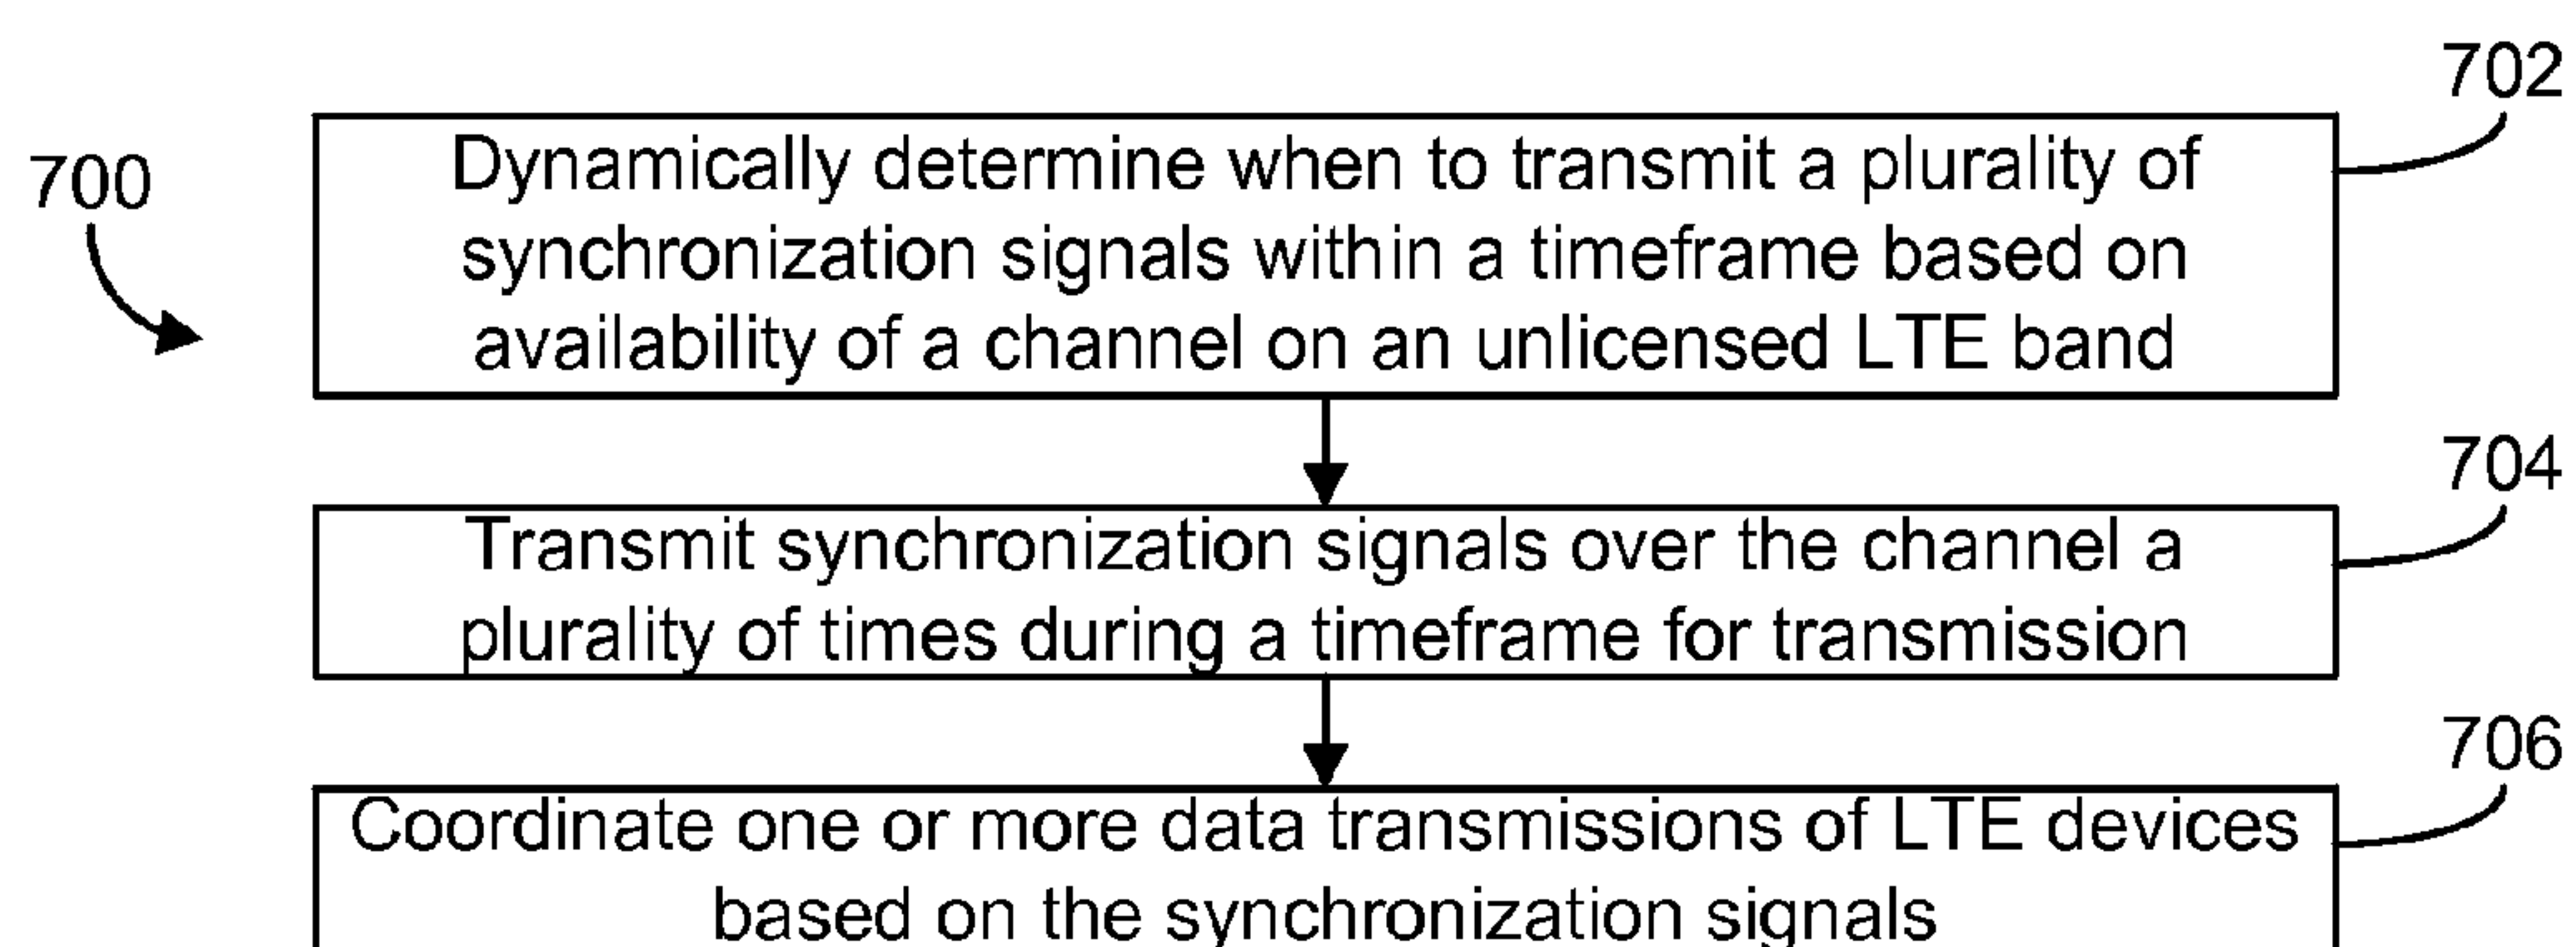 702
700
Dynamically determine when to transmit a plurality of
synchronization signals within a timeframe based on
availability of a channel on an unlicensed LTE band
704
Transmit synchronization signals over the channel a
plurality of times during a timeframe for transmission
706
Coordinate one or more data transmissions of LTE devices
based on the synchronization signals